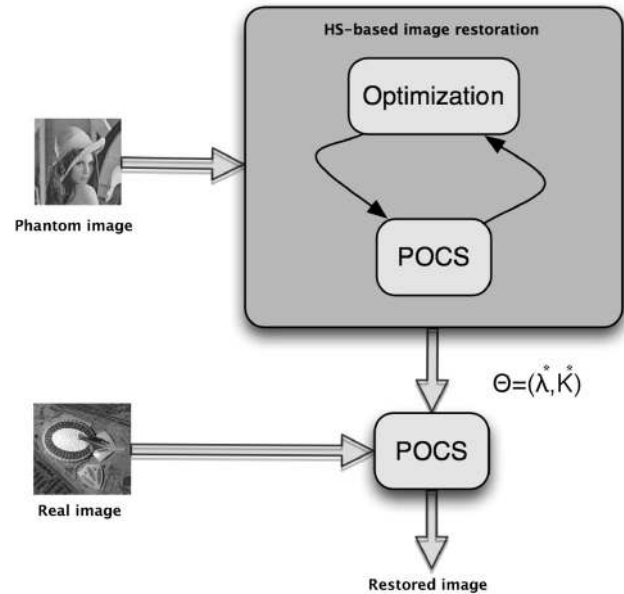 HS-based image restoration
Optimization
Phantom image
POCS
Θ=(λ*,K*)
POCS
Real image
Restored image